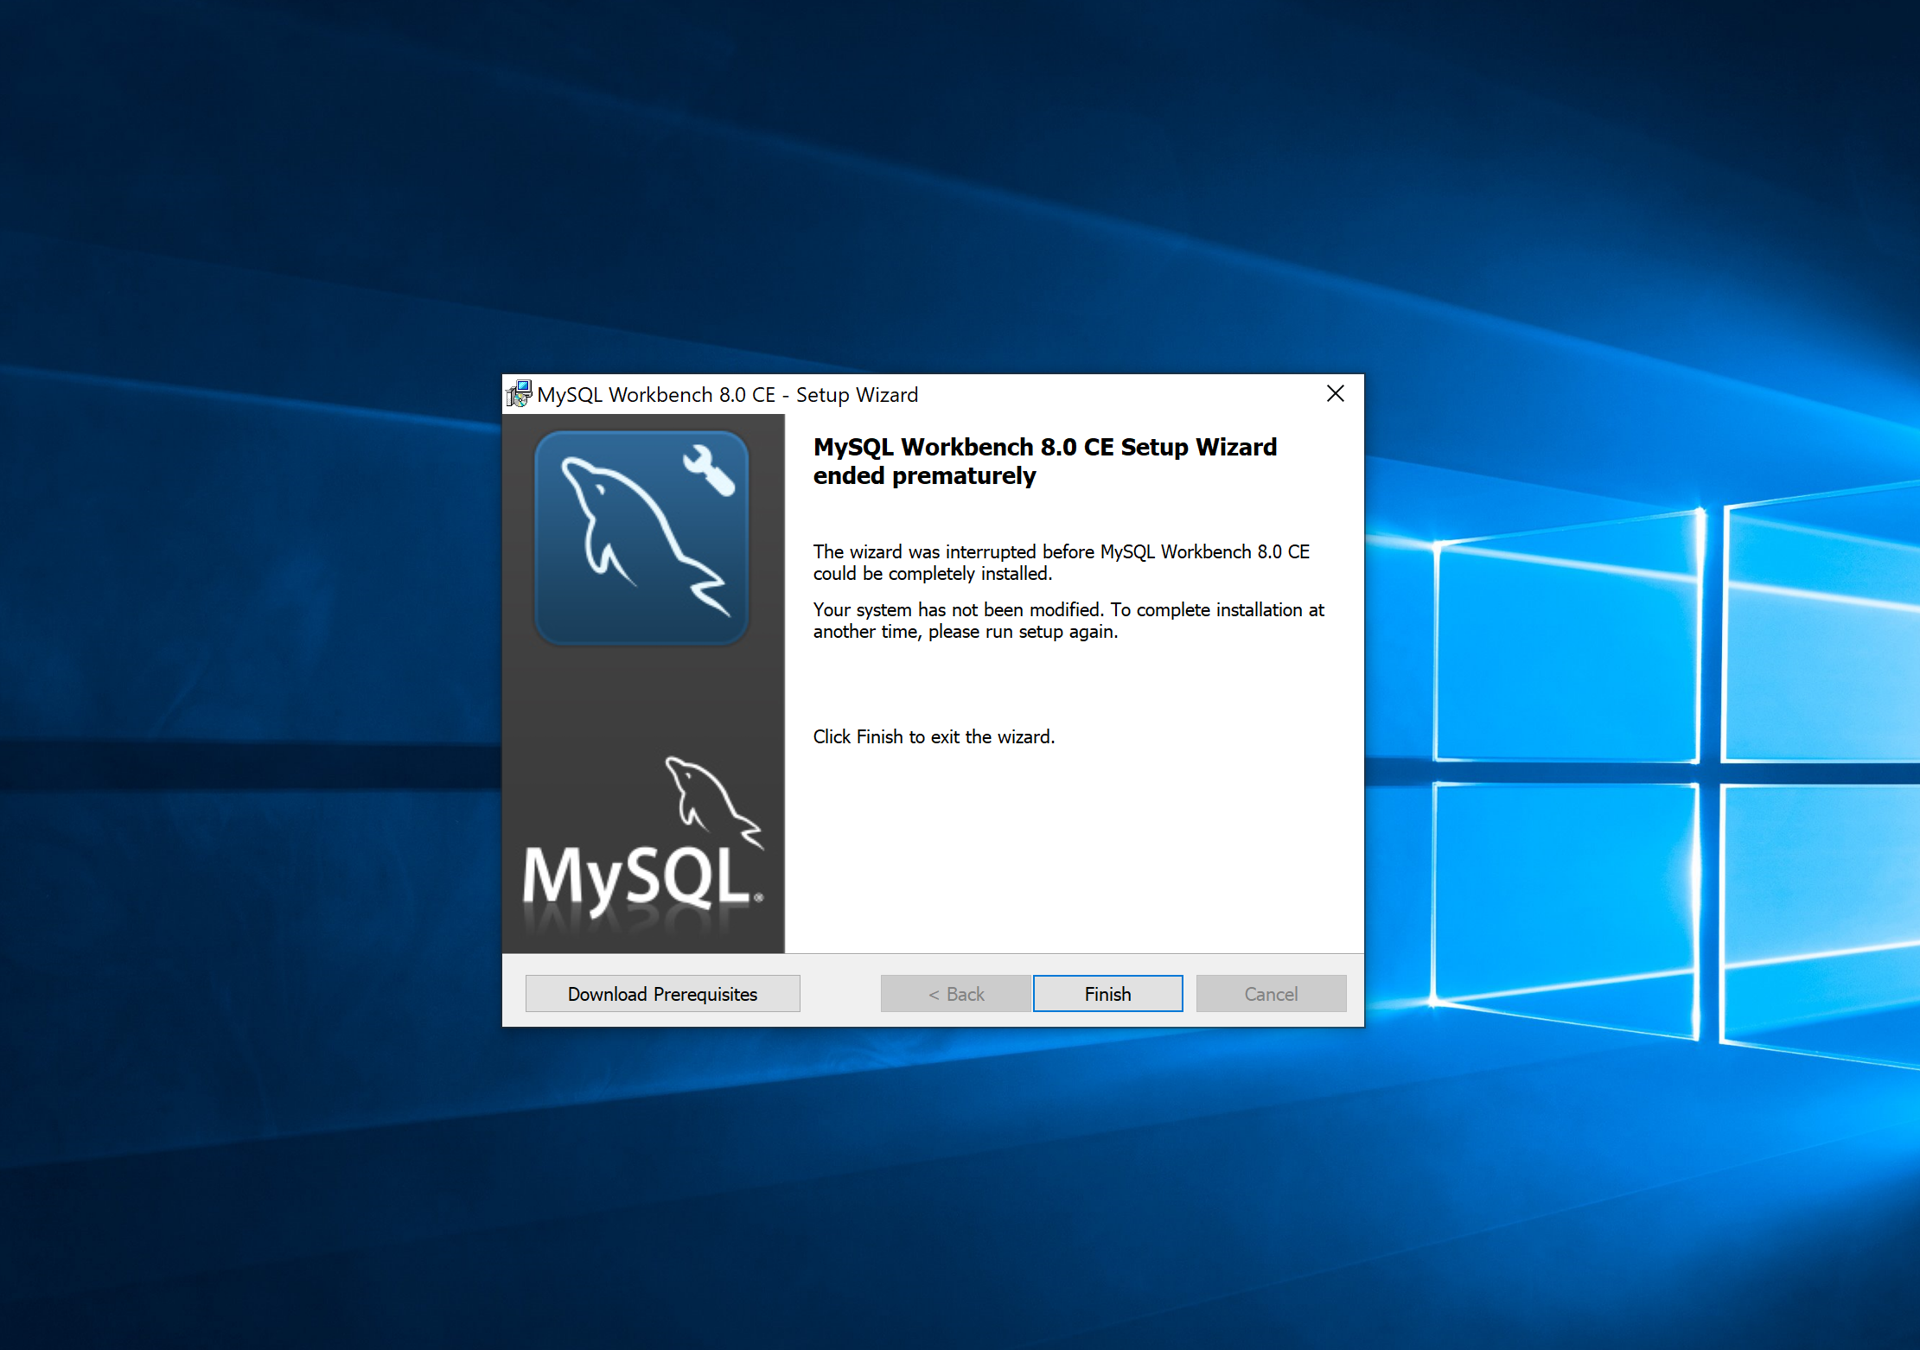 MySQL Workbench 8.0 CE - Setup Wizard
MySQL Workbench 8.0 CE Setup Wizard
ended prematurely
The wizard was interrupted before MySQL Workbench 8.0 CE
could be completely installed.
Your system has not been modified. To complete installation at
another time, please run setup again.
Click Finish to exit the wizard.
MySQL®
Download Prerequisites
< Back
Finish
Cancel